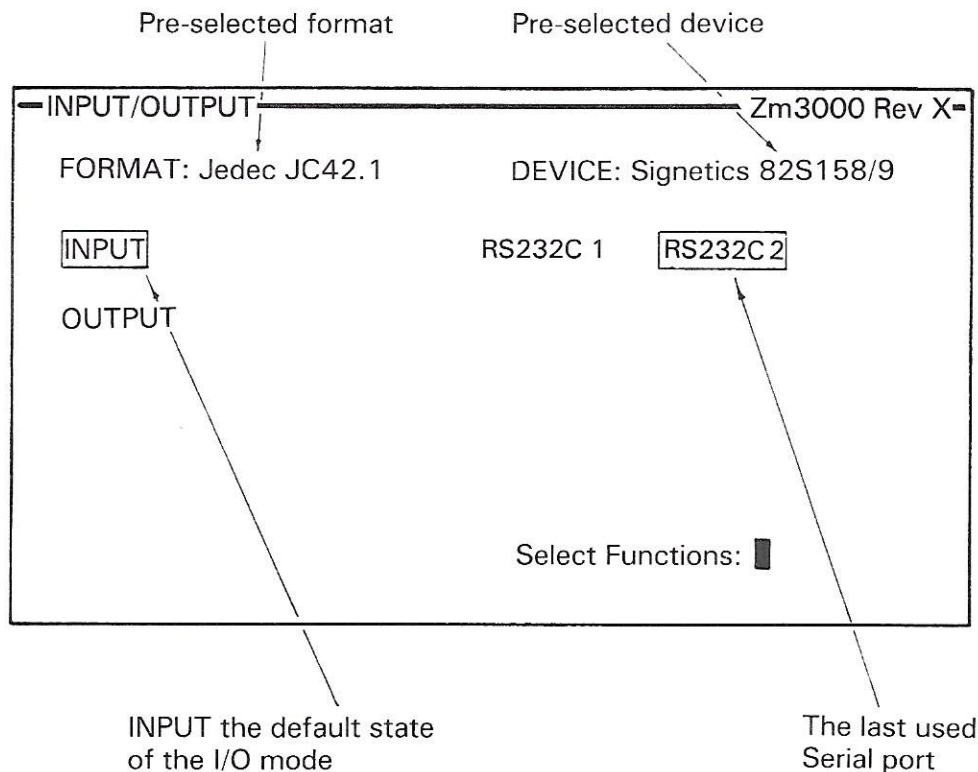 Pre-selected format Pre-selected device
INPUT/OUTPUT Zm3000 Rev X
FORMAT: Jedec JC42.1 DEVICE: Signetics 82S158/9
INPUT RS232C 1 RS232C 2
OUTPUT
Select Functions:
INPUT the default state
of the I/O mode
The last used
Serial port